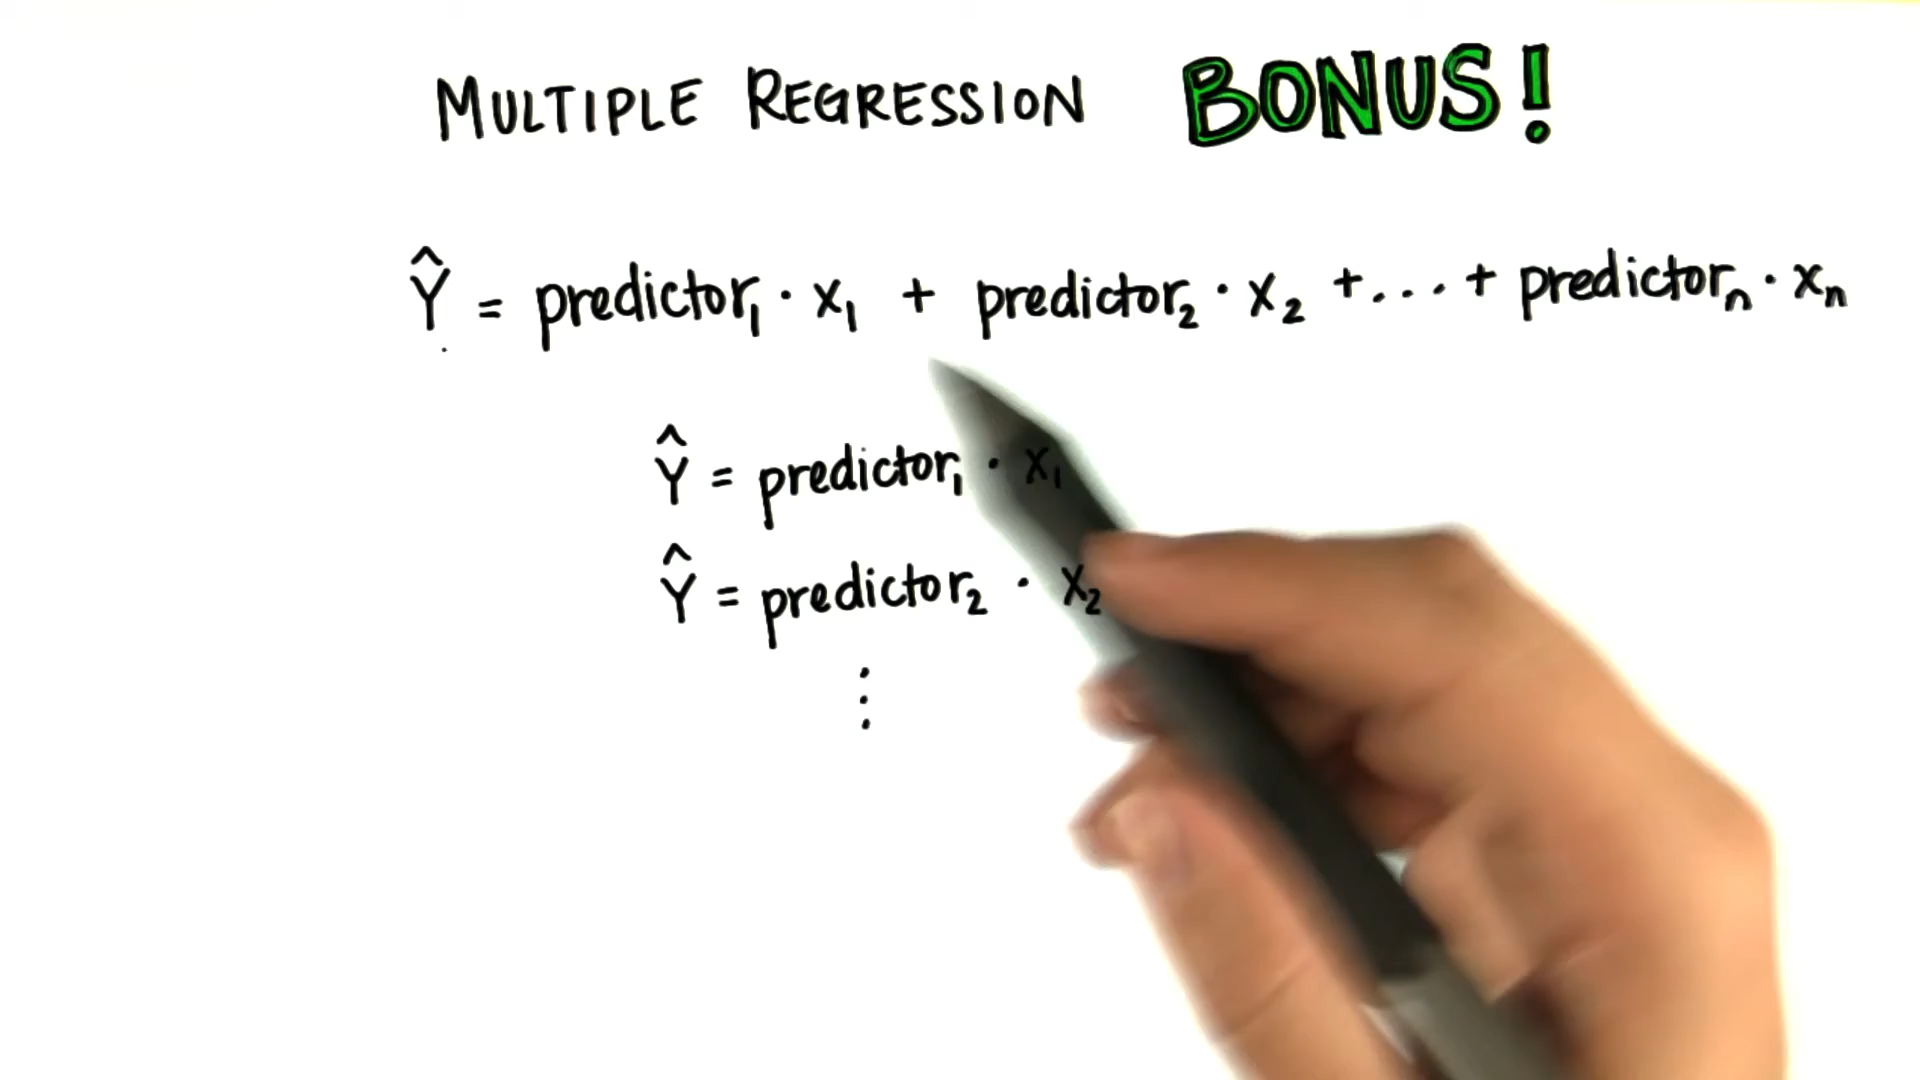 MULTIPLE REGRESSION BONUS!
Ŷ = predictor₁ · x₁ + predictor₂ · x₂ + ... + predictorₙ · xₙ
Ŷ = predictor₁ · x₁
Ŷ = predictor₂ · x₂
⋮